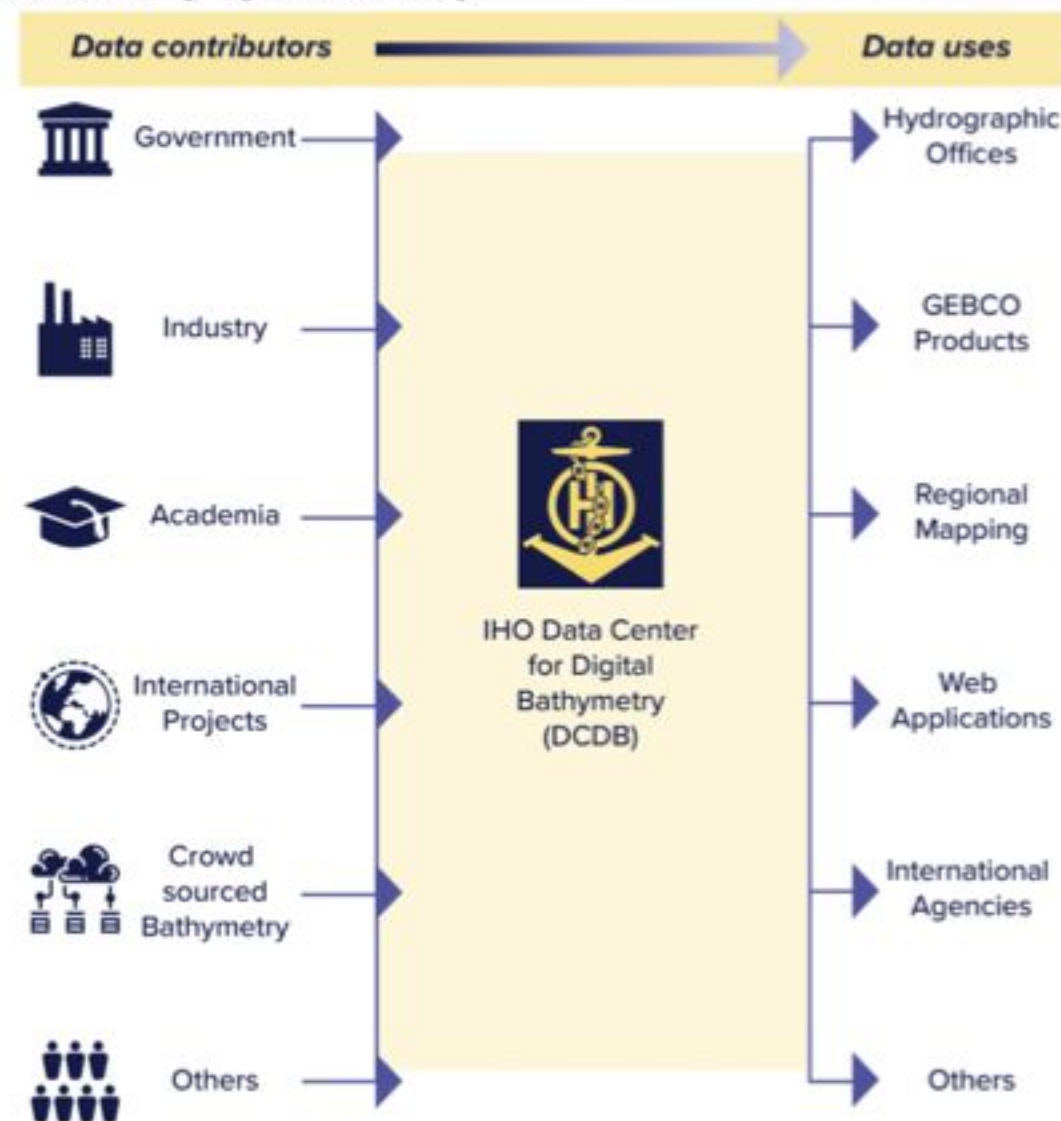 Data contributors
Data uses
Government
Hydrographic
Offices
Industry
GEBCO
Products
Academia
Regional
Mapping
IHO Data Center
for Digital
Bathymetry
(DCDB)
International
Projects
Web
Applications
Crowd
sourced
Bathymetry
International
Agencies
Others
Others